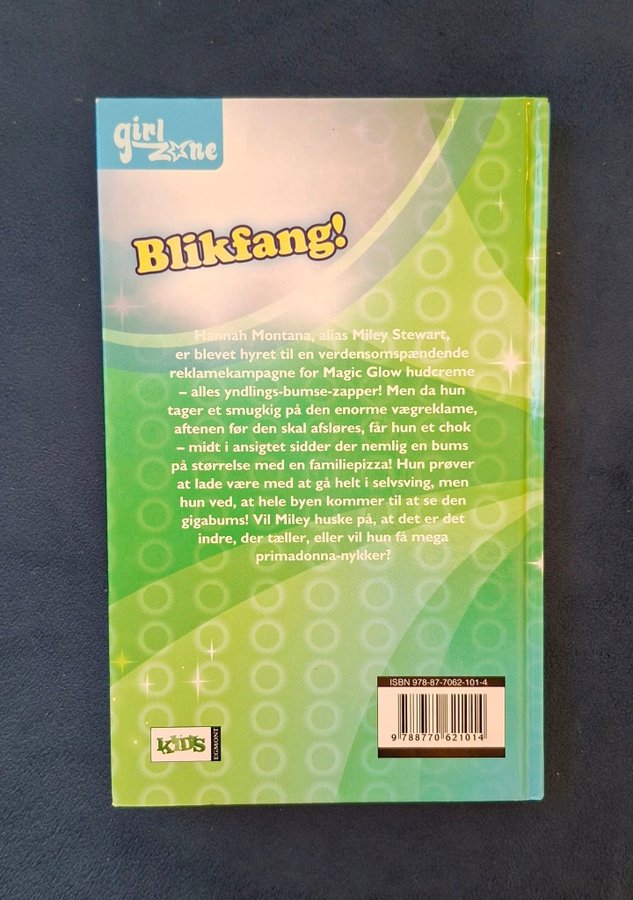 girl
zone
Blikfang!
Hannah Montana, alias Miley Stewart,
er blevet hyret til en verdensomspændende
reklamekampagne for Magic Glow hudcreme
– alles yndlings-bumse-zapper! Men da hun
tager et smugkig på den enorme vægreklame,
aftenen før den skal afsløres, får hun et chok
– midt i ansigtet sidder der nemlig en bums
på størrelse med en familiepizza! Hun prøver
at lade være med at gå helt i selvsving, men
hun ved, at hele byen kommer til at se den
gigabums! Vil Miley huske på, at det er det
indre, der tæller, eller vil hun få mega
primadonna-nykker?
ISBN 978-87-7062-101-4
9 788770 621014
KIDS
EGMONT